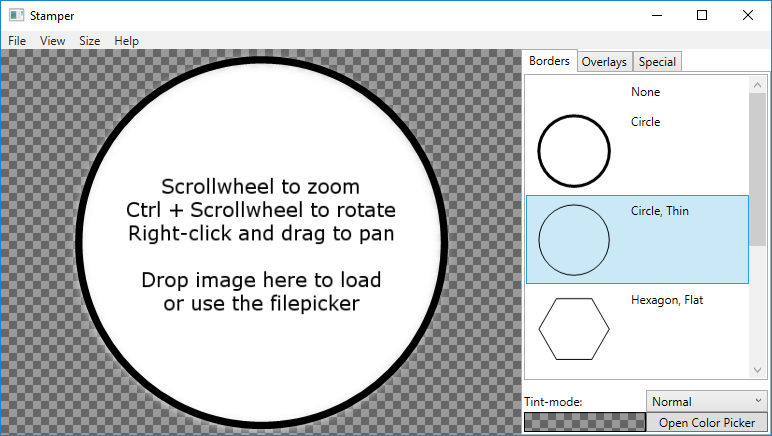 Stamper
File View Size Help
Borders Overlays Special
Scrollwheel to zoom
Ctrl + Scrollwheel to rotate
Right-click and drag to pan
Drop image here to load
or use the filepicker
None
Circle
Circle, Thin
Hexagon, Flat
Tint-mode: Normal
Open Color Picker